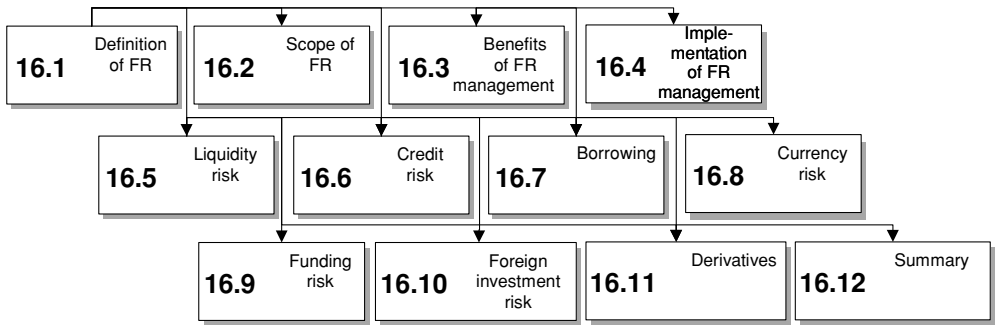 16.1
Definition
of FR
16.2
Scope of
FR
16.3
Benefits
of FR
management
16.4
Imple-
mentation
of FR
management
16.5
Liquidity
risk
16.6
Credit
risk
16.7
Borrowing
16.8
Currency
risk
16.9
Funding
risk
16.10
Foreign
investment
risk
16.11
Derivatives
16.12
Summary